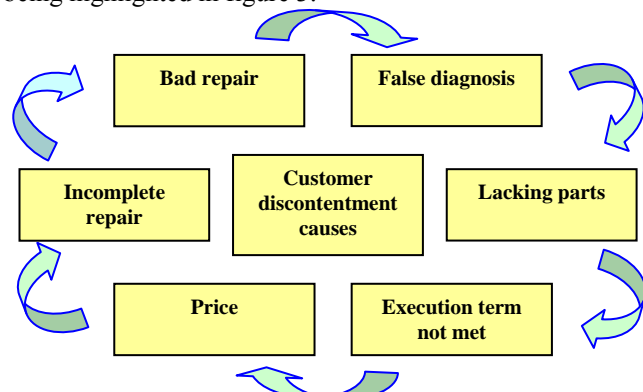 being highlighted in figure 3.
Bad repair
False diagnosis
Incomplete
repair
Customer
discontentment
causes
Lacking parts
Price
Execution term
not met